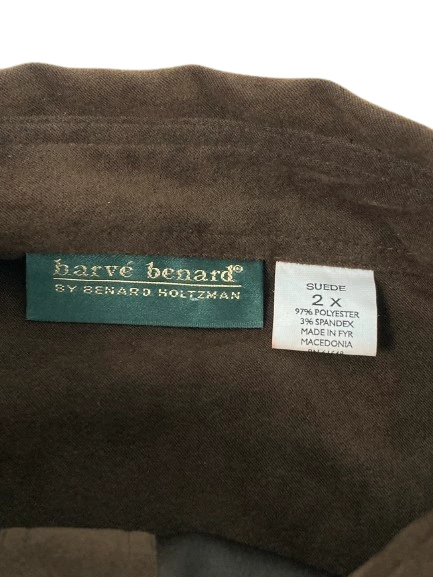 harvé benard®
BY BENARD HOLTZMAN
SUEDE
2 X
97% POLYESTER
3% SPANDEX
MADE IN FYR
MACEDONIA